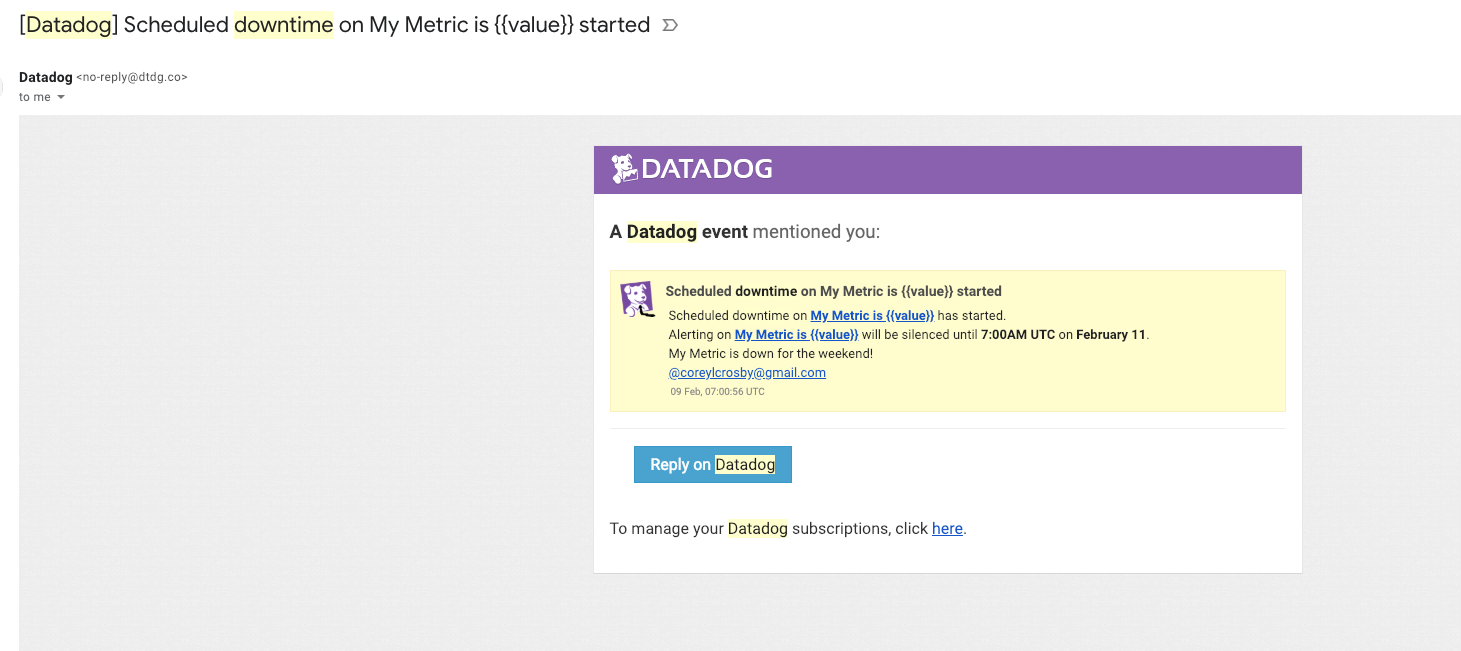 [Datadog] Scheduled downtime on My Metric is {{value}} started
Datadog <no-reply@dtdg.co>
to me
DATADOG
A Datadog event mentioned you:
Scheduled downtime on My Metric is {{value}} started
Scheduled downtime on My Metric is {{value}} has started.
Alerting on My Metric is {{value}} will be silenced until 7:00AM UTC on February 11.
My Metric is down for the weekend!
@coreylcrosby@gmail.com
09 Feb, 07:00:56 UTC
Reply on Datadog
To manage your Datadog subscriptions, click here.